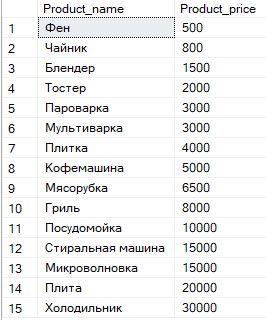 Product_name Product_price
1 Фен 500
2 Чайник 800
3 Блендер 1500
4 Тостер 2000
5 Пароварка 3000
6 Мультиварка 3000
7 Плитка 4000
8 Кофемашина 5000
9 Мясорубка 6500
10 Гриль 8000
11 Посудомойка 10000
12 Стиральная машина 15000
13 Микроволновка 15000
14 Плита 20000
15 Холодильник 30000